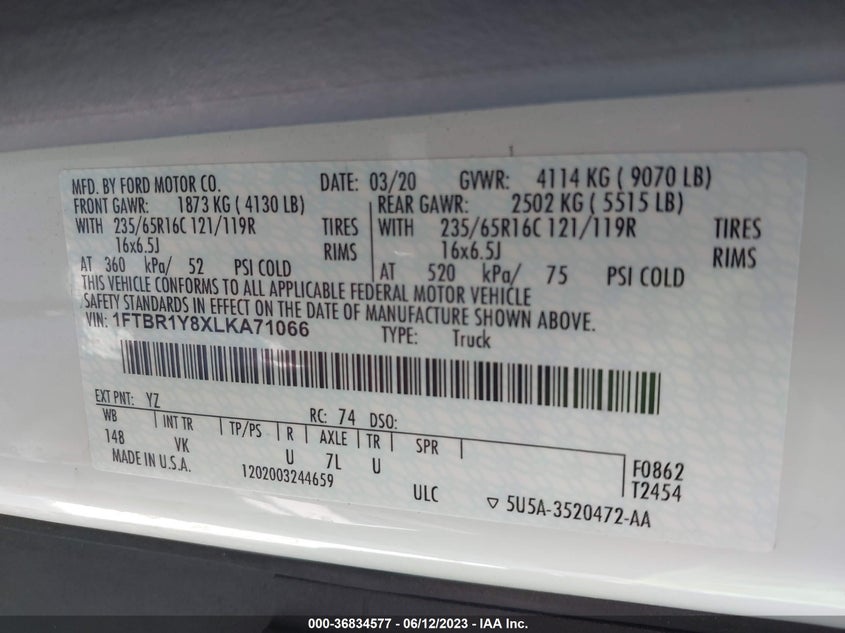 MFD. BY FORD MOTOR CO. DATE: 03/20 GVWR: 4114 KG ( 9070 LB)
FRONT GAWR: 1873 KG ( 4130 LB) REAR GAWR: 2502 KG ( 5515 LB)
WITH 235/65R16C 121/119R TIRES WITH 235/65R16C 121/119R TIRES
16x6.5J RIMS 16x6.5J RIMS
AT 360 kPa/ 52 PSI COLD AT 520 kPa/ 75 PSI COLD
THIS VEHICLE CONFORMS TO ALL APPLICABLE FEDERAL MOTOR VEHICLE
SAFETY STANDARDS IN EFFECT ON THE DATE OF MANUFACTURE SHOWN ABOVE.
VIN: 1FTBR1Y8XLKA71066 TYPE: Truck
EXT PNT: YZ RC: 74 DSO:
WB INT TR TP/PS R AXLE TR SPR
148 VK U 7L U
F0862
T2454
MADE IN U.S.A. 1202003244659 ULC ▽ 5U5A-3520472-AA
000-36834577 - 06/12/2023 - IAA Inc.